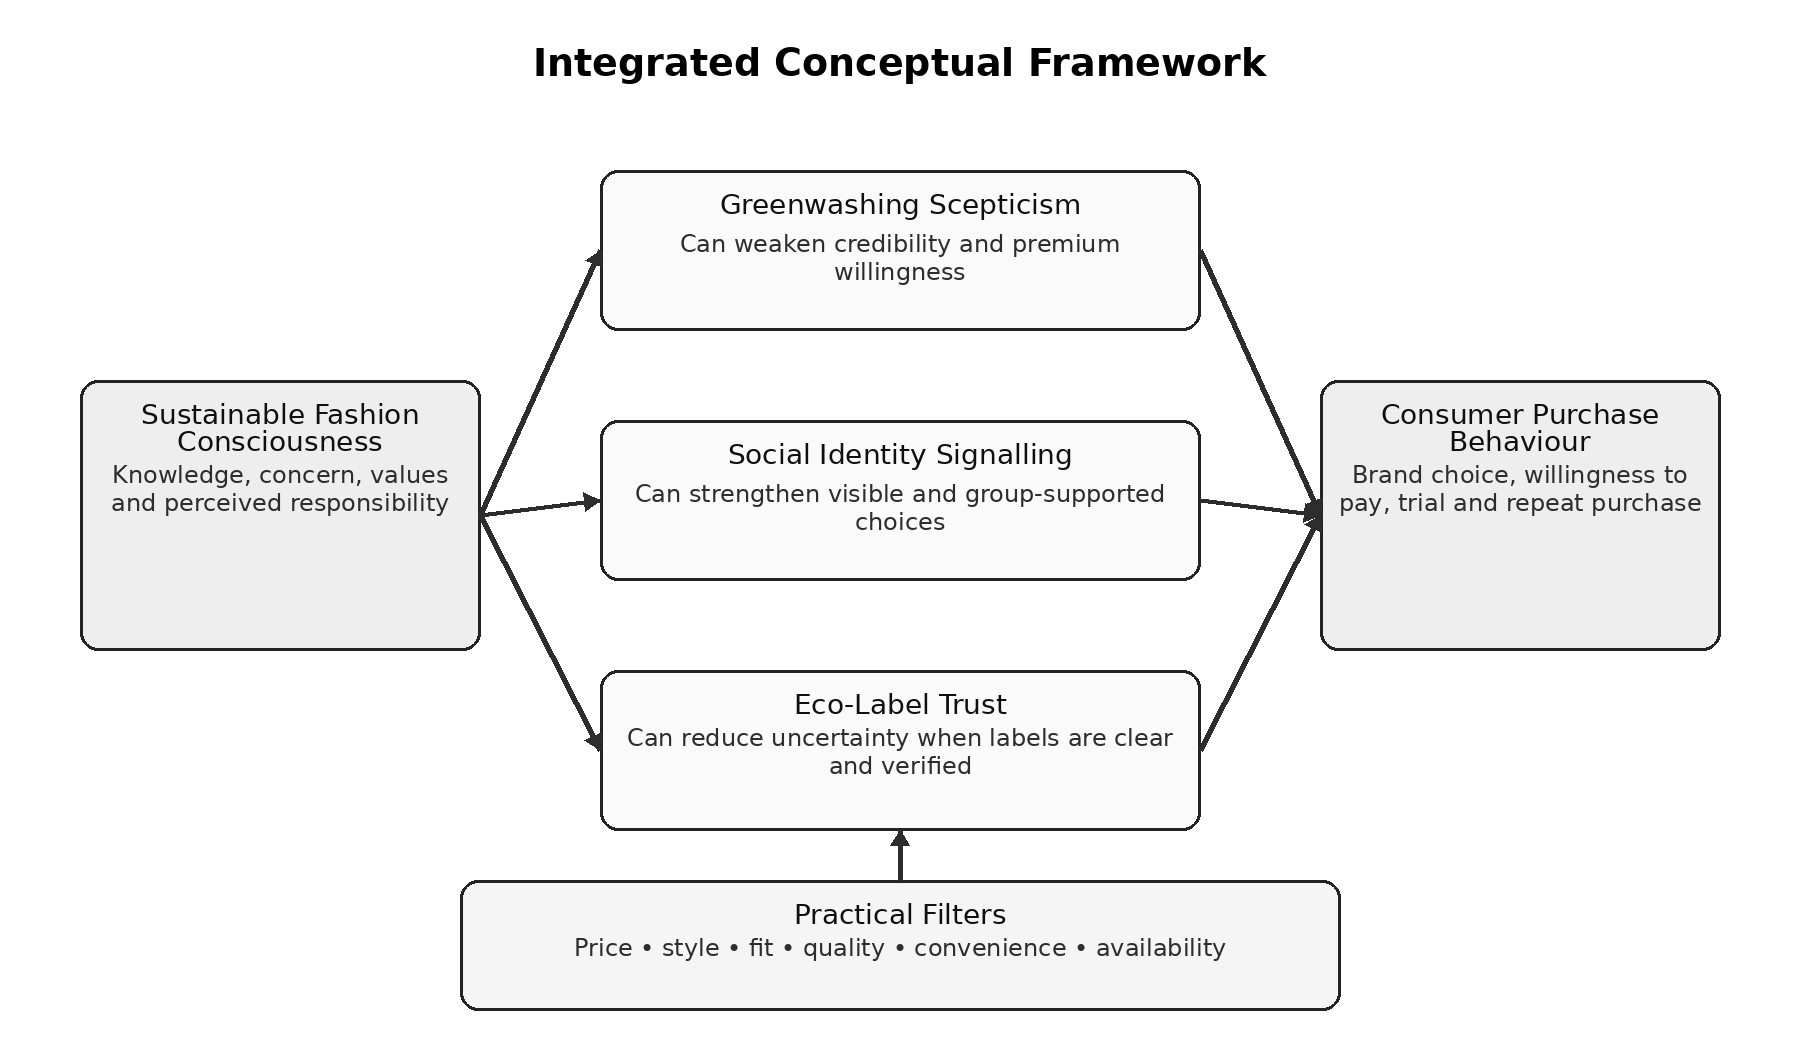 Integrated Conceptual Framework
Greenwashing Scepticism
Can weaken credibility and premium
willingness
Sustainable Fashion
Consciousness
Knowledge, concern, values
and perceived responsibility
Social Identity Signalling
Can strengthen visible and group-supported
choices
Consumer Purchase
Behaviour
Brand choice, willingness to
pay, trial and repeat purchase
Eco-Label Trust
Can reduce uncertainty when labels are clear
and verified
Practical Filters
Price • style • fit • quality • convenience • availability